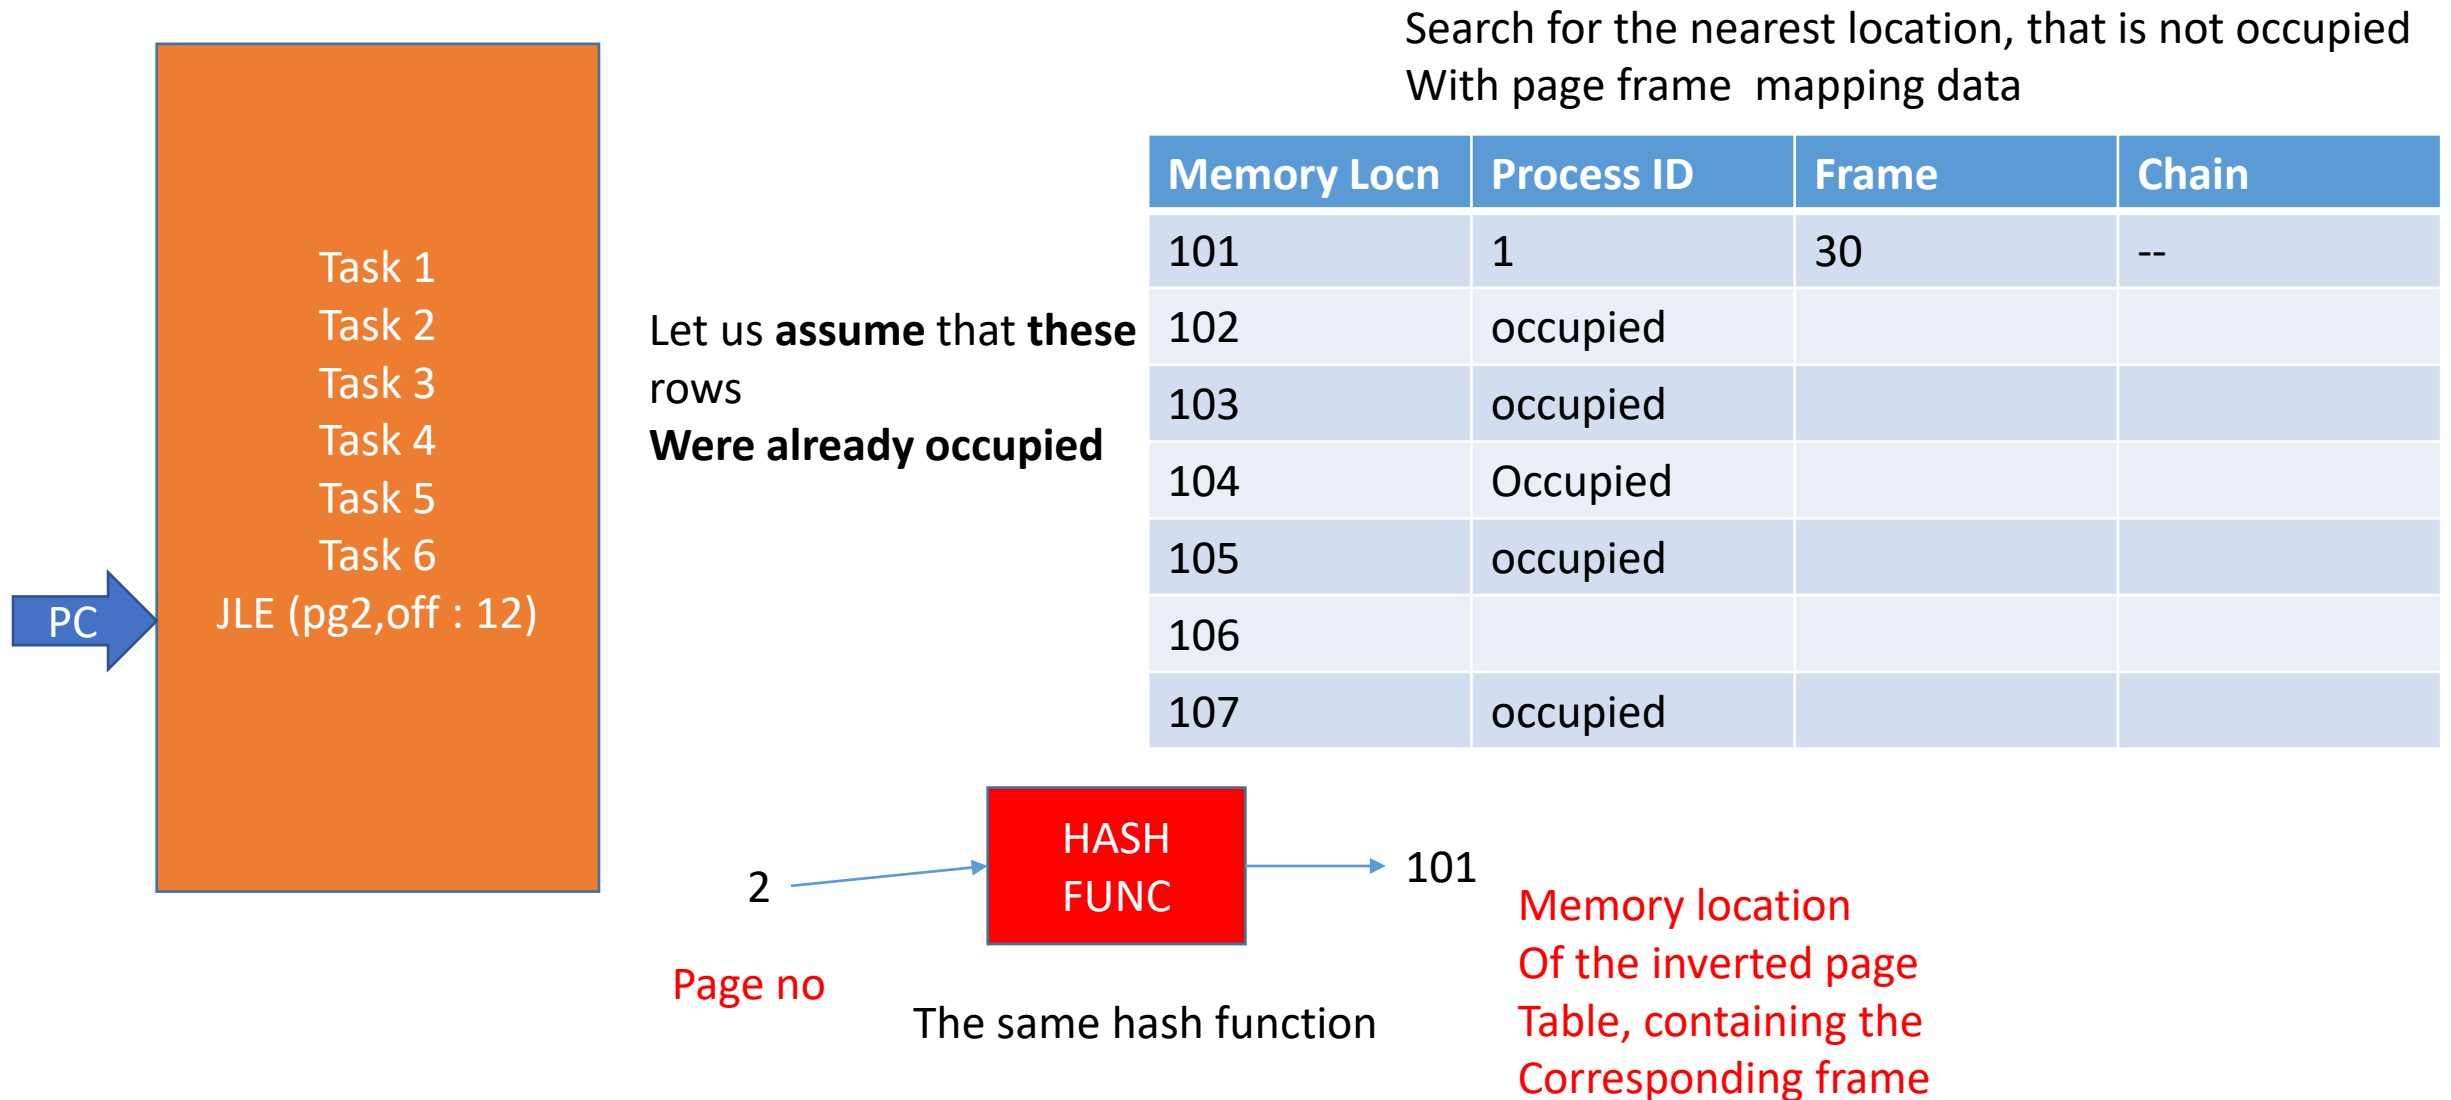 Search for the nearest location, that is not occupied
With page frame mapping data
Task 1
Task 2
Task 3
Task 4
Task 5
Task 6
JLE (pg2,off : 12)
PC
Let us assume that these
rows
Were already occupied
Memory Locn Process ID Frame Chain
101 1 30 --
102 occupied
103 occupied
104 Occupied
105 occupied
106
107 occupied
2
HASH
FUNC
101
Page no
The same hash function
Memory location
Of the inverted page
Table, containing the
Corresponding frame